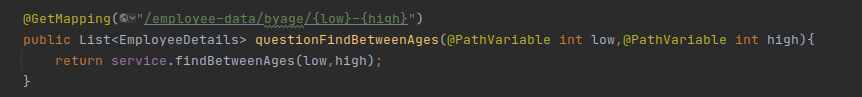 @GetMapping("/employee-data/byage/{low}-{high}")
public List<EmployeeDetails> questionFindBetweenAges(@PathVariable int low,@PathVariable int high){
    return service.findBetweenAges(low,high);
}